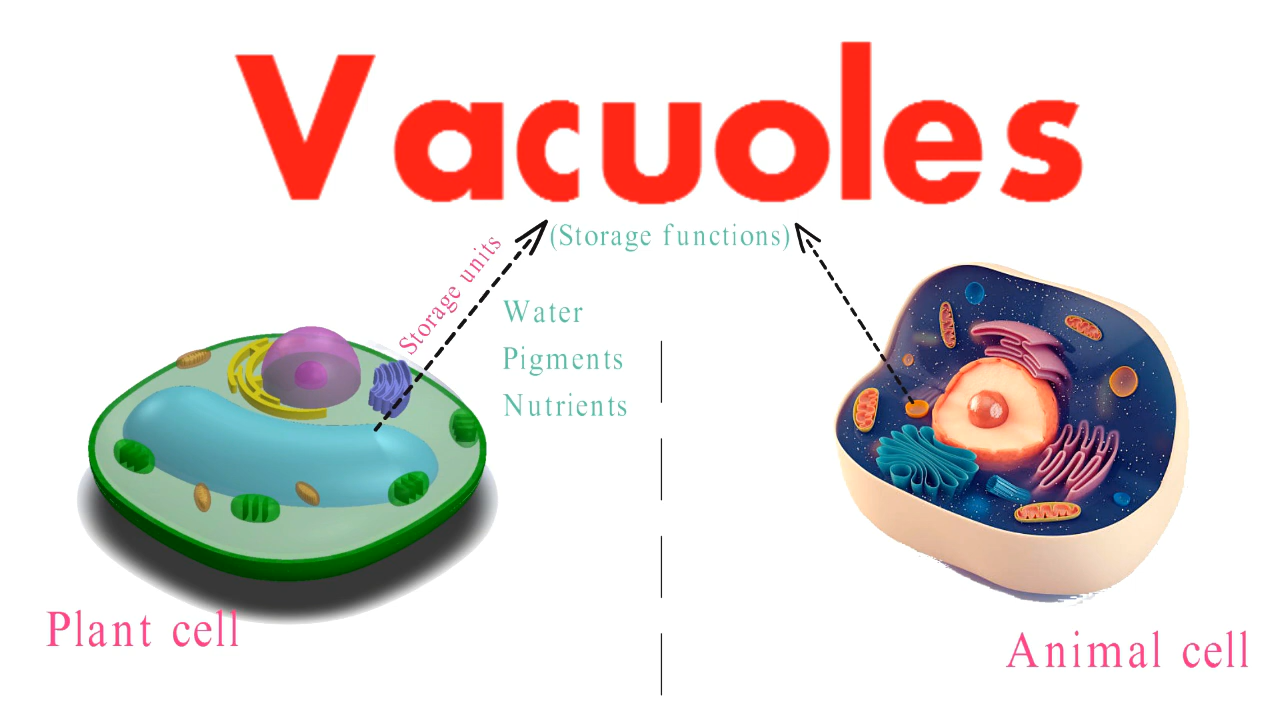 Vacuoles
(Storage functions)
Storage units
Water
Pigments
Nutrients
Plant cell
Animal cell